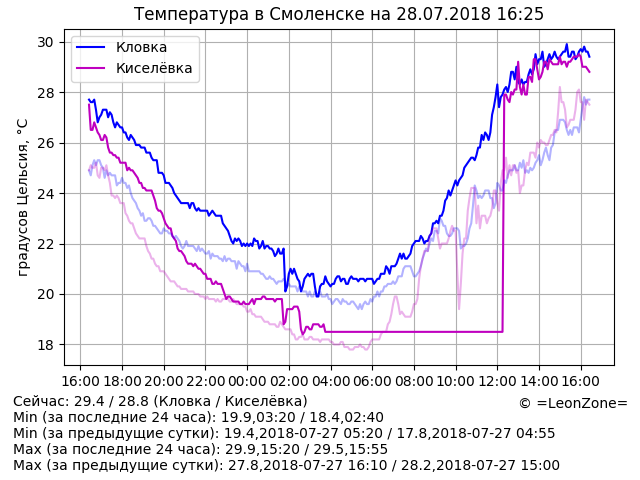 Температура в Смоленске на 28.07.2018 16:25
Кловка
Киселёвка
градусов Цельсия, °C
30
28
26
24
22
20
18
16:00 18:00 20:00 22:00 00:00 02:00 04:00 06:00 08:00 10:00 12:00 14:00 16:00
Сейчас: 29.4 / 28.8 (Кловка / Киселёвка)
© =LeonZone=
Min (за последние 24 часа): 19.9,03:20 / 18.4,02:40
Min (за предыдущие сутки): 19.4,2018-07-27 05:20 / 17.8,2018-07-27 04:55
Max (за последние 24 часа): 29.9,15:20 / 29.5,15:55
Max (за предыдущие сутки): 27.8,2018-07-27 16:10 / 28.2,2018-07-27 15:00